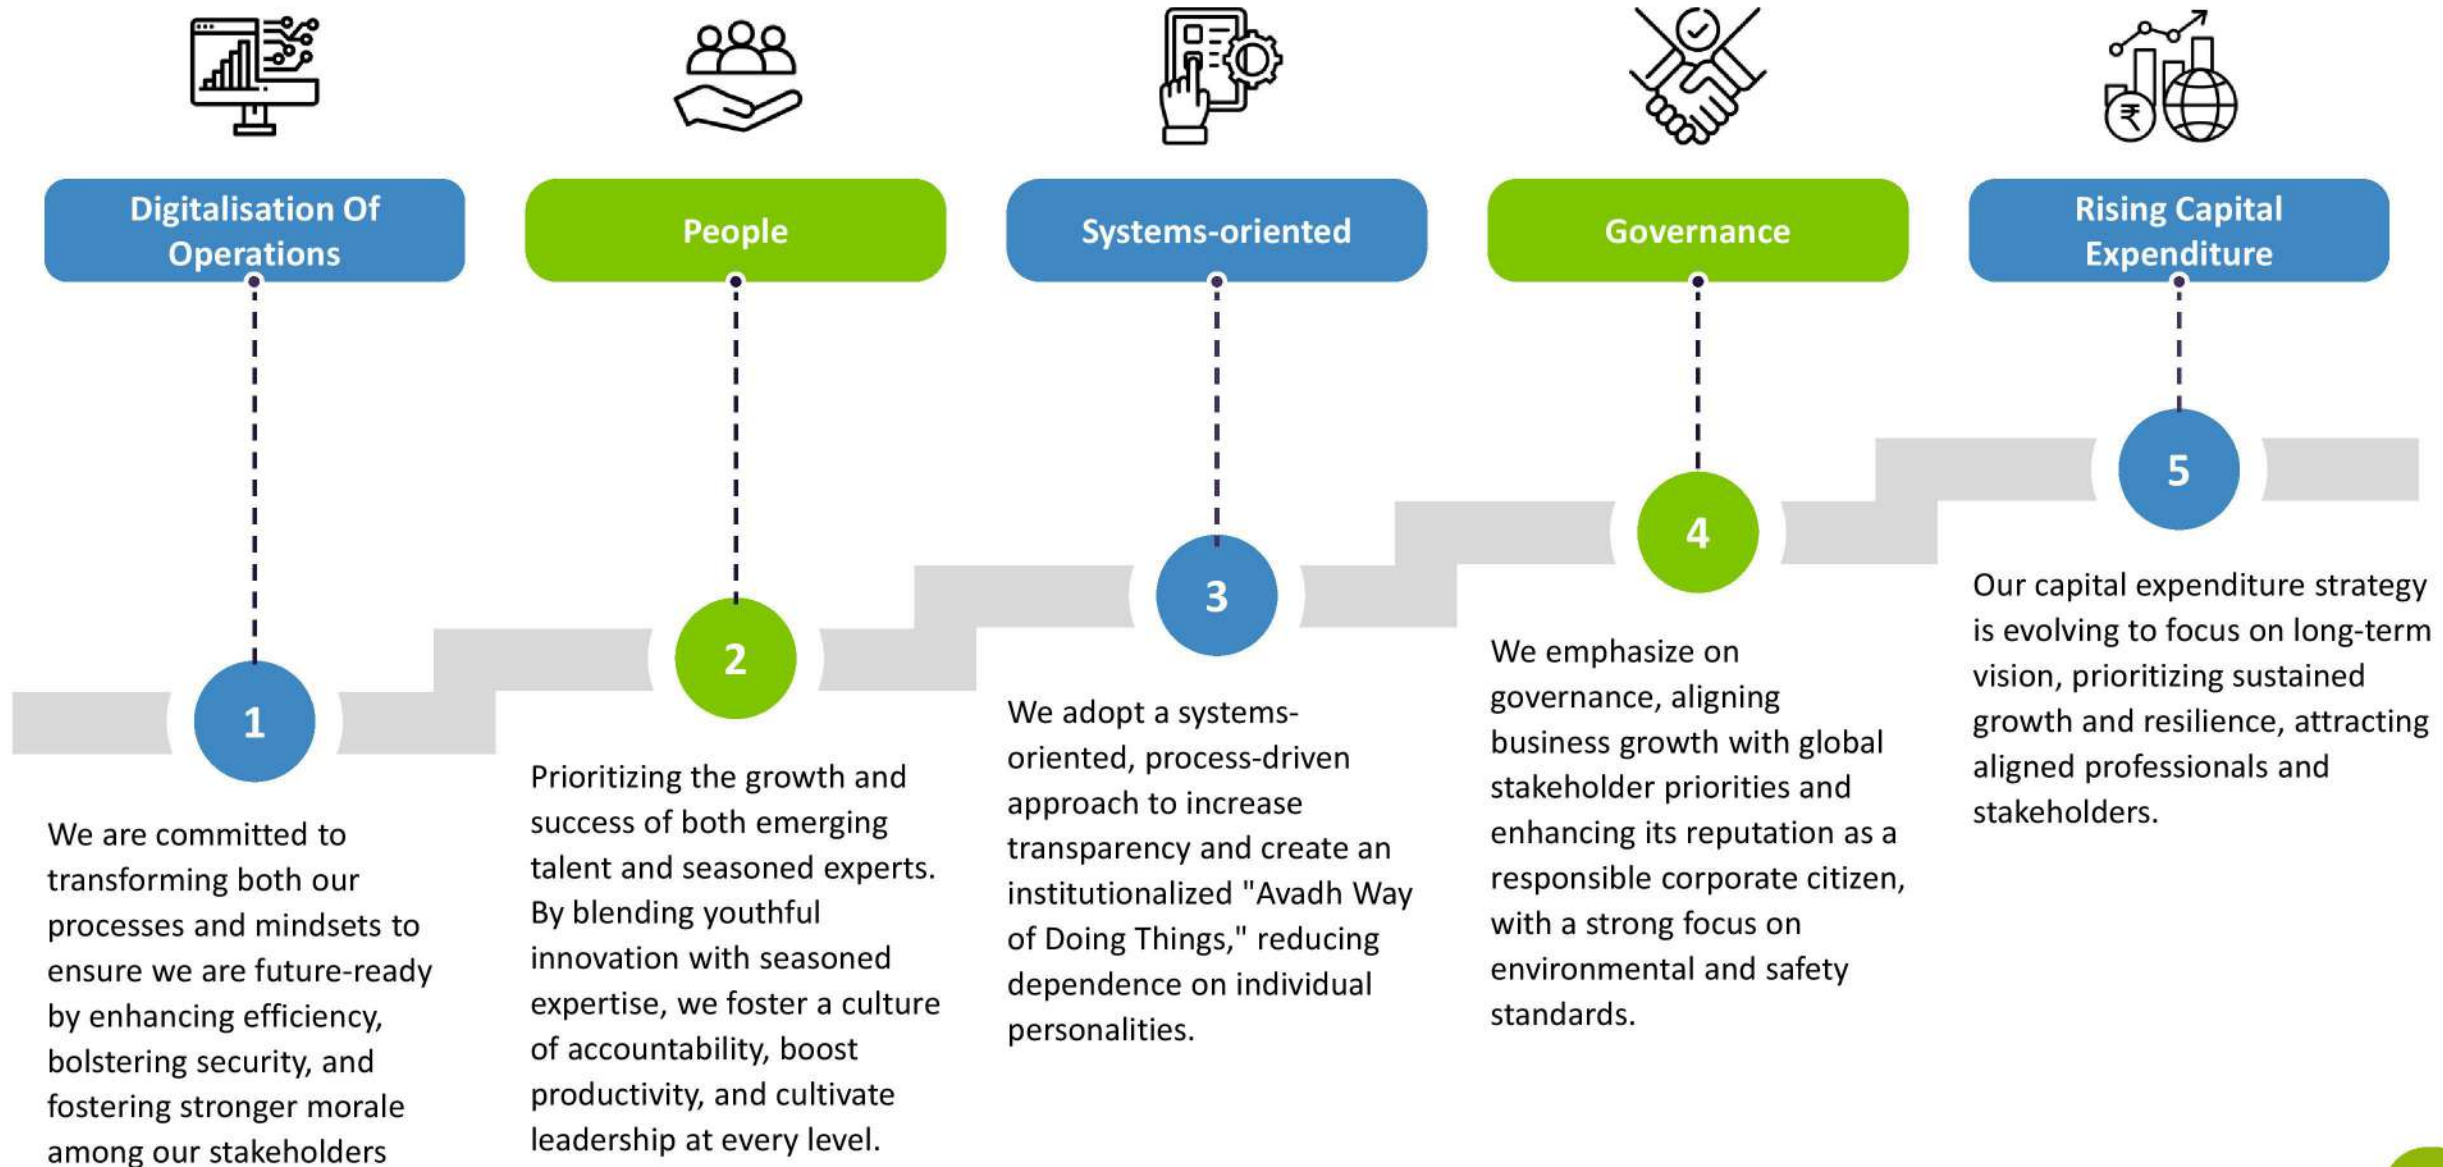 Digitalisation Of
Operations
People
Systems-oriented
Governance
Rising Capital
Expenditure
1
We are committed to
transforming both our
processes and mindsets to
ensure we are future-ready
by enhancing efficiency,
bolstering security, and
fostering stronger morale
among our stakeholders
2
Prioritizing the growth and
success of both emerging
talent and seasoned experts.
By blending youthful
innovation with seasoned
expertise, we foster a culture
of accountability, boost
productivity, and cultivate
leadership at every level.
3
We adopt a systems-
oriented, process-driven
approach to increase
transparency and create an
institutionalized "Avadh Way
of Doing Things," reducing
dependence on individual
personalities.
4
We emphasize on
governance, aligning
business growth with global
stakeholder priorities and
enhancing its reputation as a
responsible corporate citizen,
with a strong focus on
environmental and safety
standards.
₹
5
Our capital expenditure strategy
is evolving to focus on long-term
vision, prioritizing sustained
growth and resilience, attracting
aligned professionals and
stakeholders.